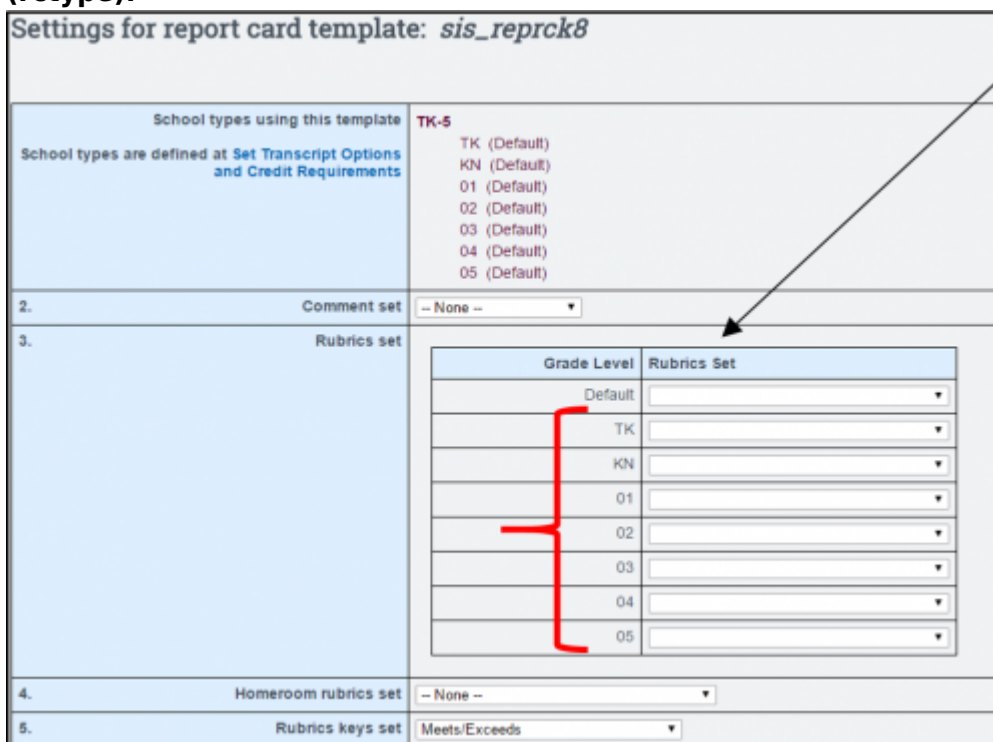 (retype).
Settings for report card template: sis_reprck8
School types using this template
School types are defined at Set Transcript Options
and Credit Requirements
TK-5
TK (Default)
KN (Default)
01 (Default)
02 (Default)
03 (Default)
04 (Default)
05 (Default)
2. Comment set -- None --
3. Rubrics set
Grade Level Rubrics Set
Default
TK
KN
01
02
03
04
05
4. Homeroom rubrics set -- None --
5. Rubrics keys set Meets/Exceeds